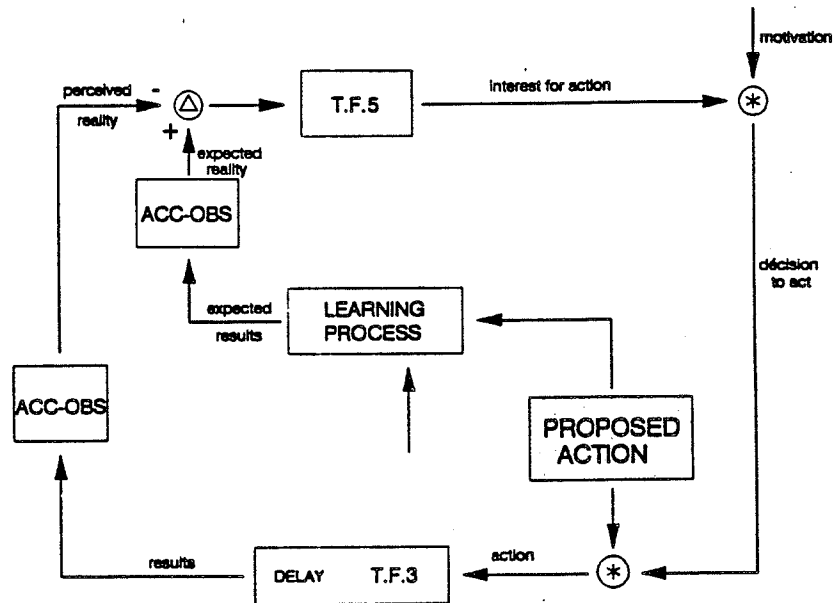 motivation
perceived
reality
-
△
+
T.F.5
interest for action
*
expected
reality
ACC-OBS
décision
to act
expected
results
LEARNING
PROCESS
ACC-OBS
PROPOSED
ACTION
results
DELAY T.F.3
action
*